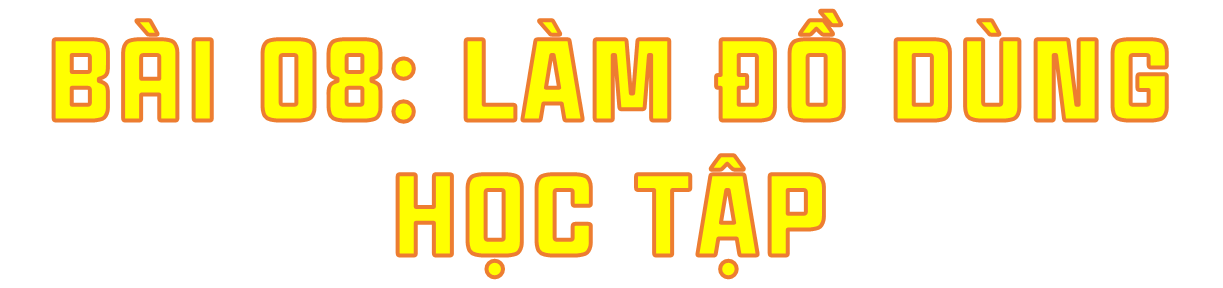 BÀI 08: LÀM ĐỒ DÙNG
HỌC TẬP